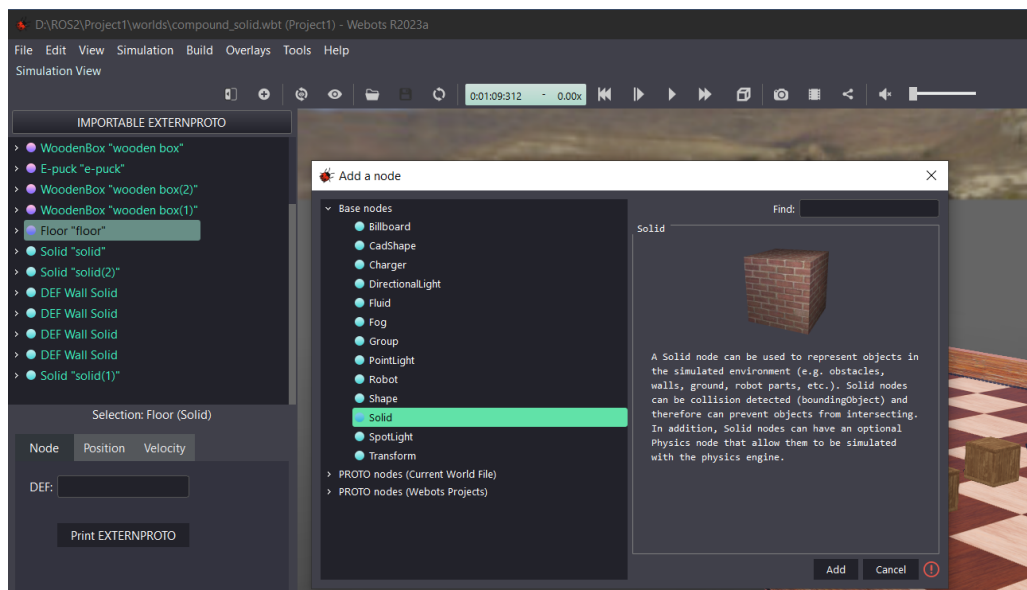 D:\ROS2\Project1\worlds\compound_solid.wbt (Project1) - Webots R2023a
File Edit View Simulation Build Overlays Tools Help
Simulation View
0:01:09:312 - 0.00x
IMPORTABLE EXTERNPROTO
WoodenBox "wooden box"
E-puck "e-puck"
WoodenBox "wooden box(2)"
WoodenBox "wooden box(1)"
Floor "floor"
Solid "solid"
Solid "solid(2)"
DEF Wall Solid
DEF Wall Solid
DEF Wall Solid
DEF Wall Solid
Solid "solid(1)"
Selection: Floor (Solid)
Node Position Velocity
DEF:
Print EXTERNPROTO
Add a node
Base nodes
Billboard
CadShape
Charger
DirectionalLight
Fluid
Fog
Group
PointLight
Robot
Shape
Solid
SpotLight
Transform
PROTO nodes (Current World File)
PROTO nodes (Webots Projects)
Find:
Solid
A Solid node can be used to represent objects in
the simulated environment (e.g. obstacles,
walls, ground, robot parts, etc.). Solid nodes
can be collision detected (boundingObject) and
therefore can prevent objects from intersecting.
In addition, Solid nodes can have an optional
Physics node that allow them to be simulated
with the physics engine.
Add Cancel